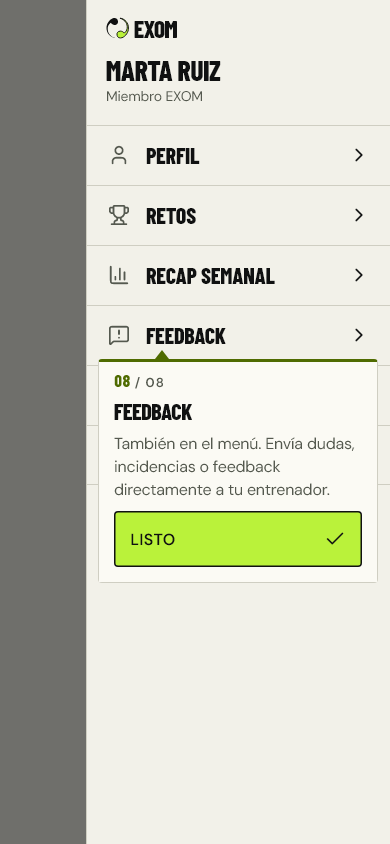 EXOM
MARTA RUIZ
Miembro EXOM
PERFIL
RETOS
RECAP SEMANAL
FEEDBACK
08 / 08
FEEDBACK
También en el menú. Envía dudas,
incidencias o feedback
directamente a tu entrenador.
LISTO